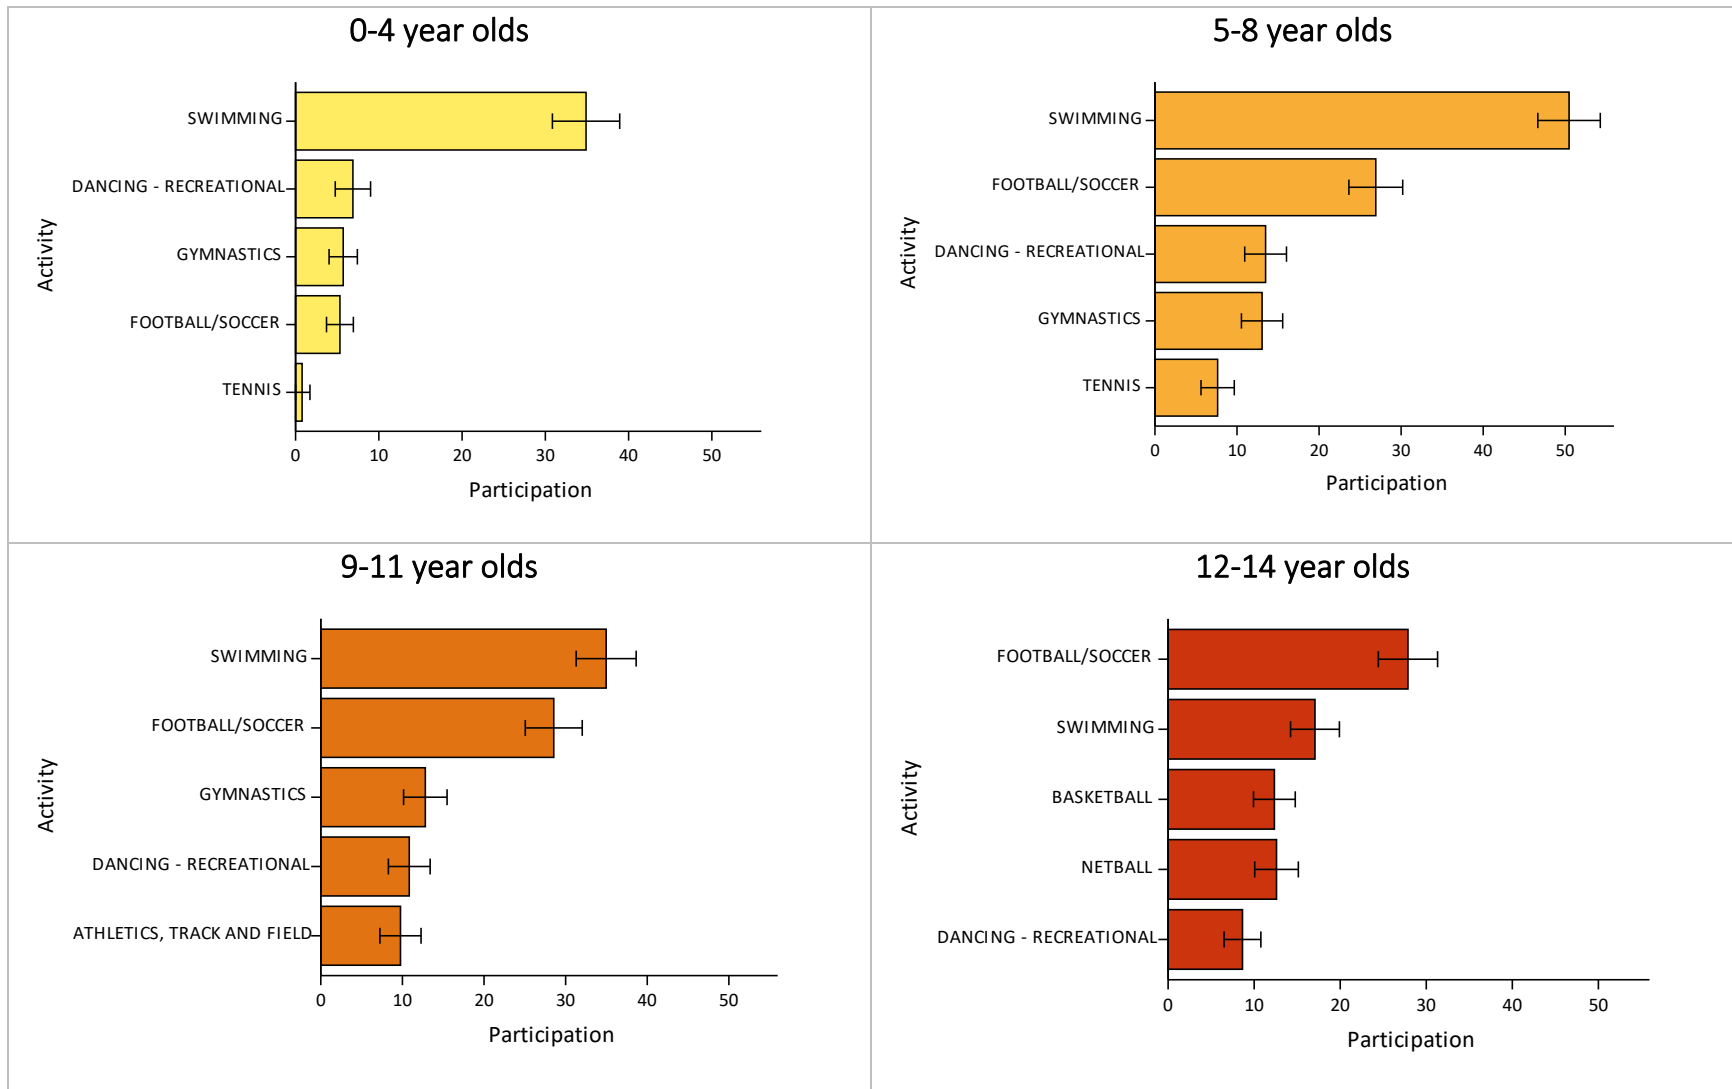 0-4 year olds
SWIMMING
DANCING - RECREATIONAL
GYMNASTICS
FOOTBALL/SOCCER
TENNIS
Activity
0 10 20 30 40 50
Participation
5-8 year olds
SWIMMING
FOOTBALL/SOCCER
DANCING - RECREATIONAL
GYMNASTICS
TENNIS
Activity
0 10 20 30 40 50
Participation
9-11 year olds
SWIMMING
FOOTBALL/SOCCER
GYMNASTICS
DANCING - RECREATIONAL
ATHLETICS, TRACK AND FIELD
Activity
0 10 20 30 40 50
Participation
12-14 year olds
FOOTBALL/SOCCER
SWIMMING
BASKETBALL
NETBALL
DANCING - RECREATIONAL
Activity
0 10 20 30 40 50
Participation